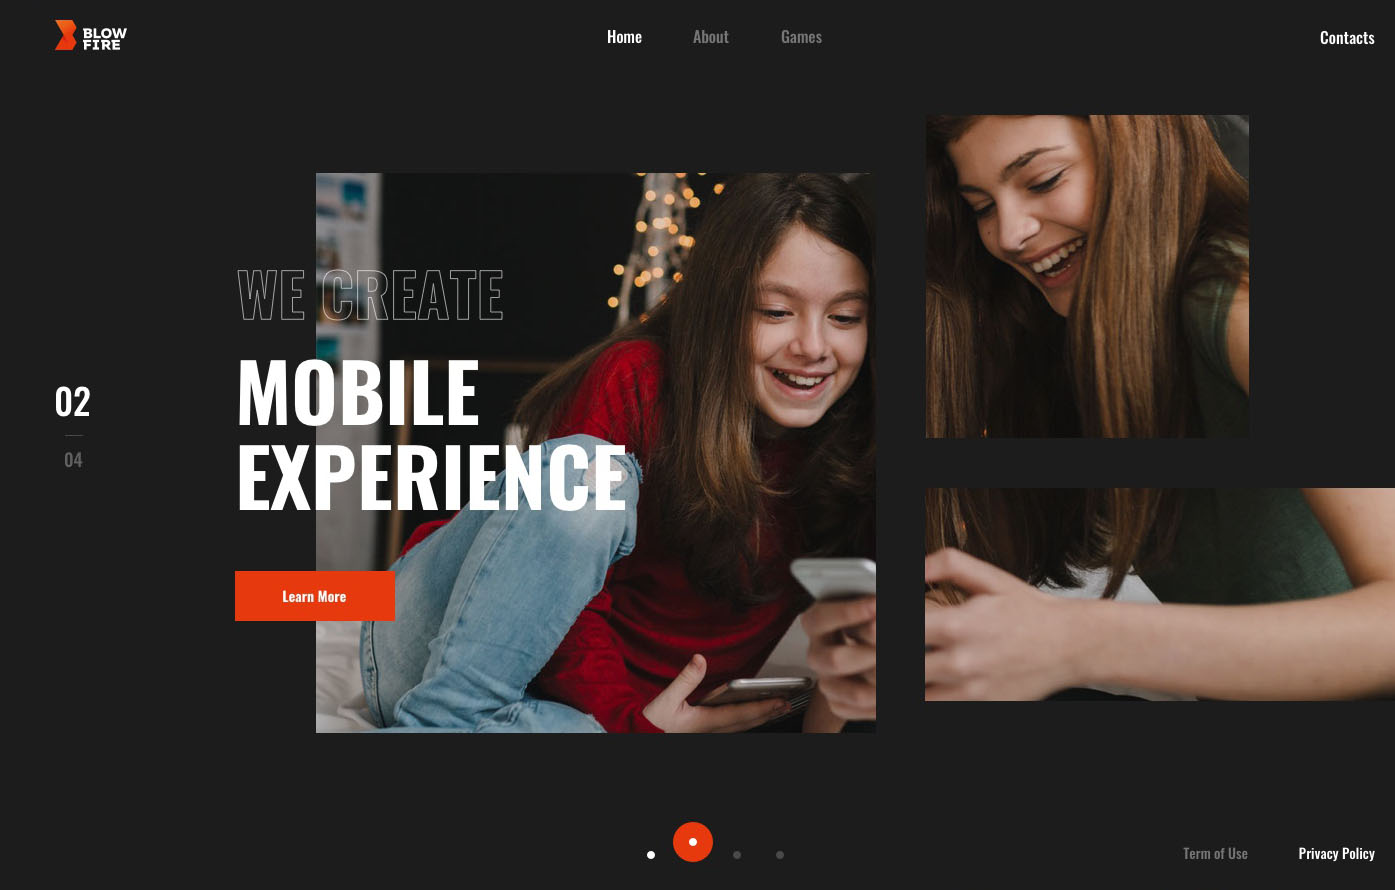 BLOW
FIRE
Home
About
Games
Contacts
WE CREATE
MOBILE
EXPERIENCE
02
04
Learn More
Term of Use
Privacy Policy